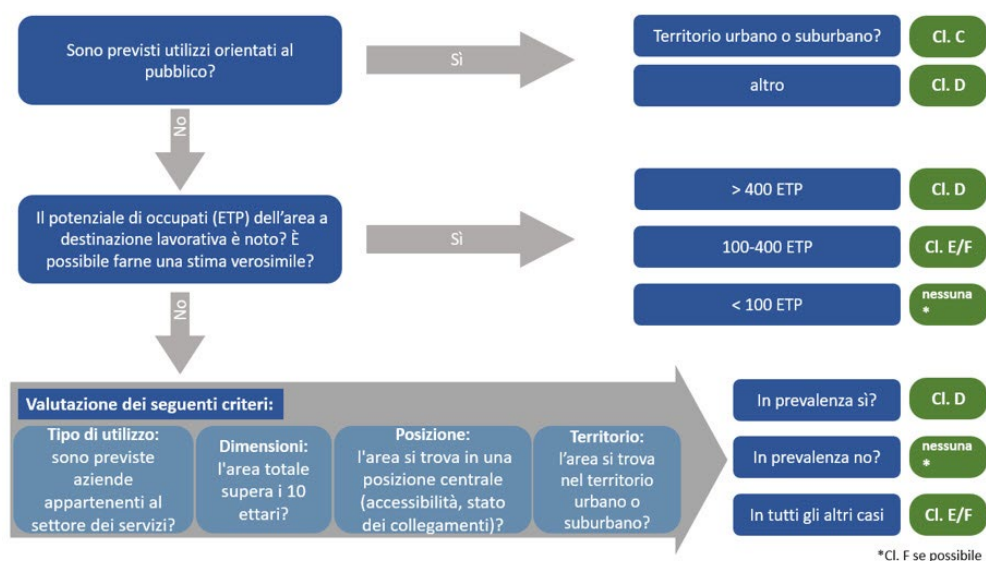 Sono previsti utilizzi orientati al
pubblico?
Sì
Territorio urbano o suburbano?
Cl. C
altro
Cl. D
No
Il potenziale di occupati (ETP) dell'area a
destinazione lavorativa è noto? È
possibile farne una stima verosimile?
Sì
> 400 ETP
Cl. D
100-400 ETP
Cl. E/F
< 100 ETP
nessuna
*
No
Valutazione dei seguenti criteri:
Tipo di utilizzo:
sono previste
aziende
appartenenti al
settore dei servizi?
Dimensioni:
l'area totale
supera i 10
ettari?
Posizione:
l'area si trova in una
posizione centrale
(accessibilità, stato
dei collegamenti)?
Territorio:
l'area si trova
nel territorio
urbano o
suburbano?
In prevalenza sì?
Cl. D
In prevalenza no?
nessuna
*
In tutti gli altri casi
Cl. E/F
*Cl. F se possibile